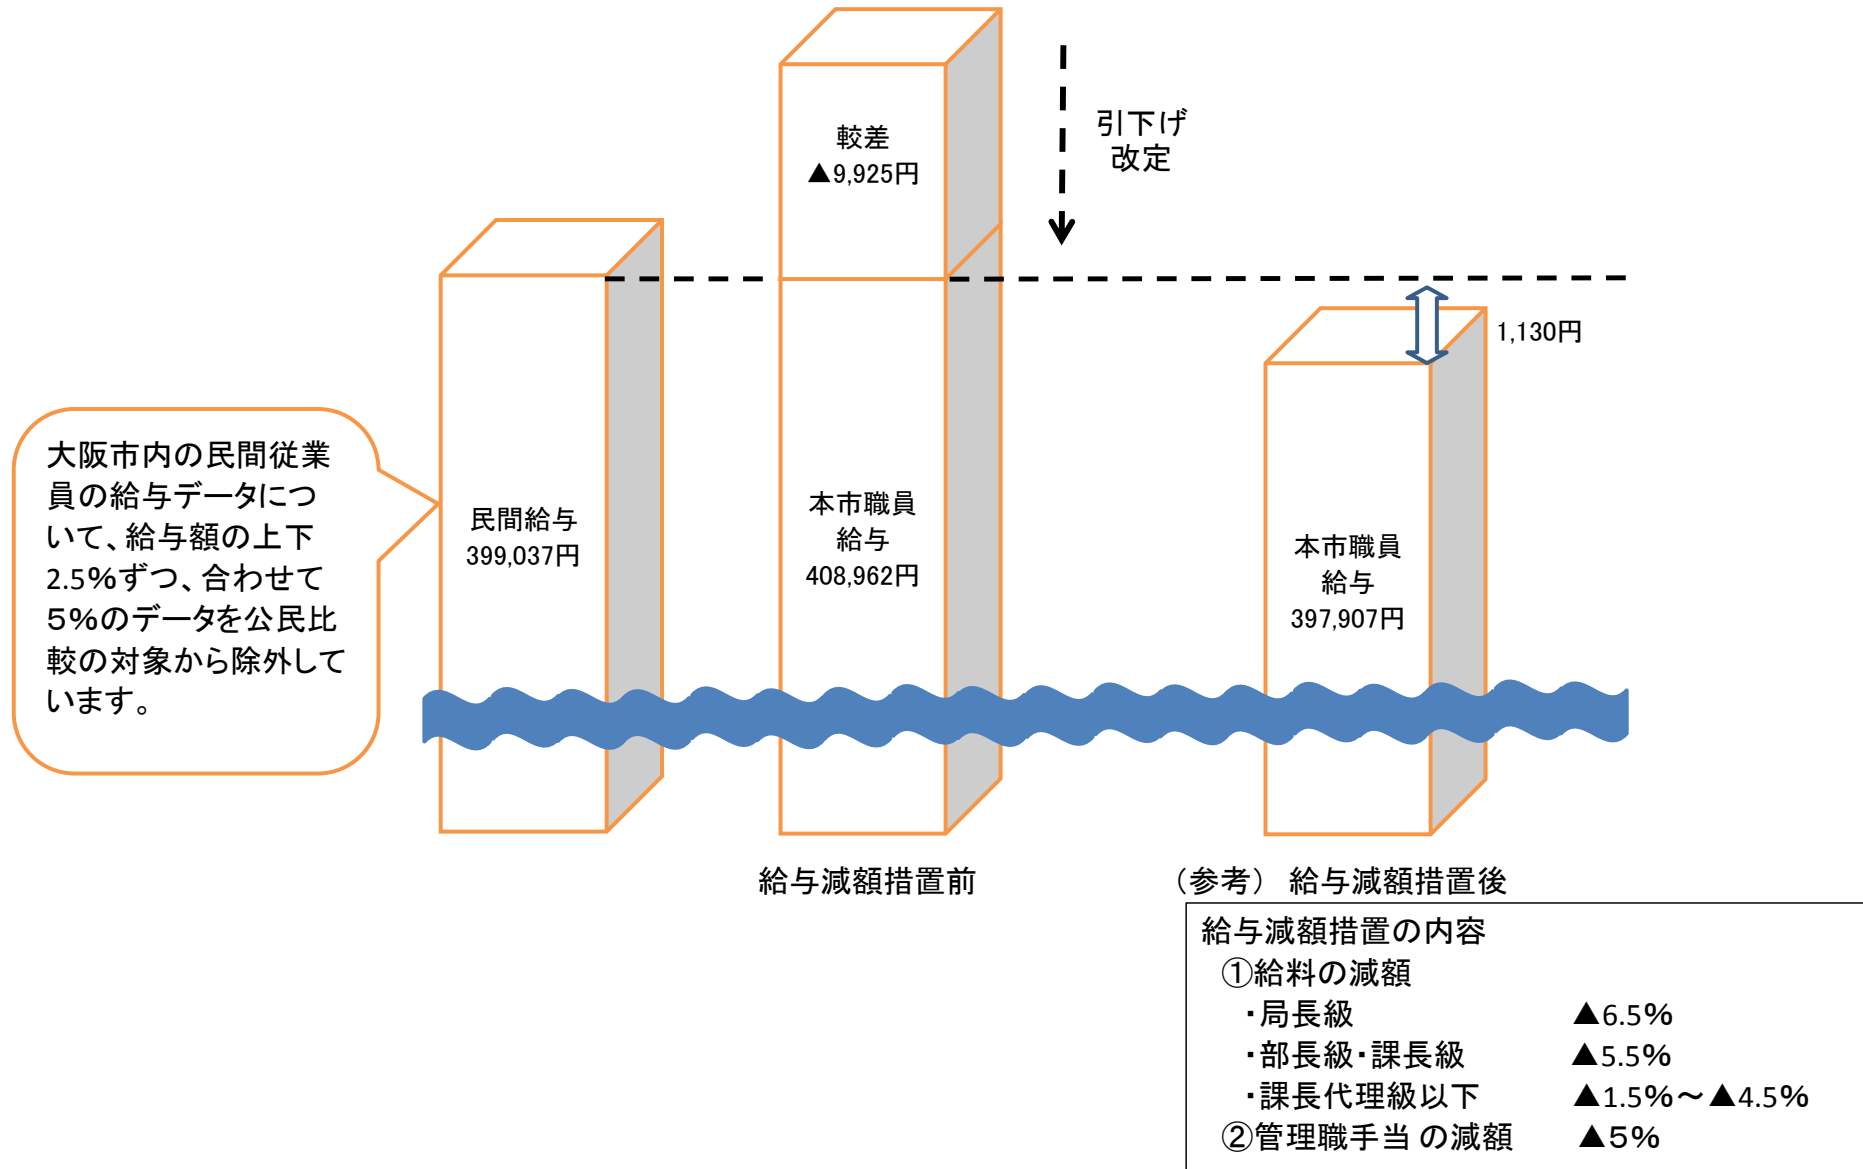 較差
▲9,925円
引下げ
改定
1,130円
大阪市内の民間従業
員の給与データにつ
いて、給与額の上下
2.5%ずつ、合わせて
5%のデータを公民比
較の対象から除外して
います。
民間給与
399,037円
本市職員
給与
408,962円
本市職員
給与
397,907円
給与減額措置前
(参考) 給与減額措置後
給与減額措置の内容
①給料の減額
・局長級 ▲6.5%
・部長級・課長級 ▲5.5%
・課長代理級以下 ▲1.5%～▲4.5%
②管理職手当の減額 ▲5%